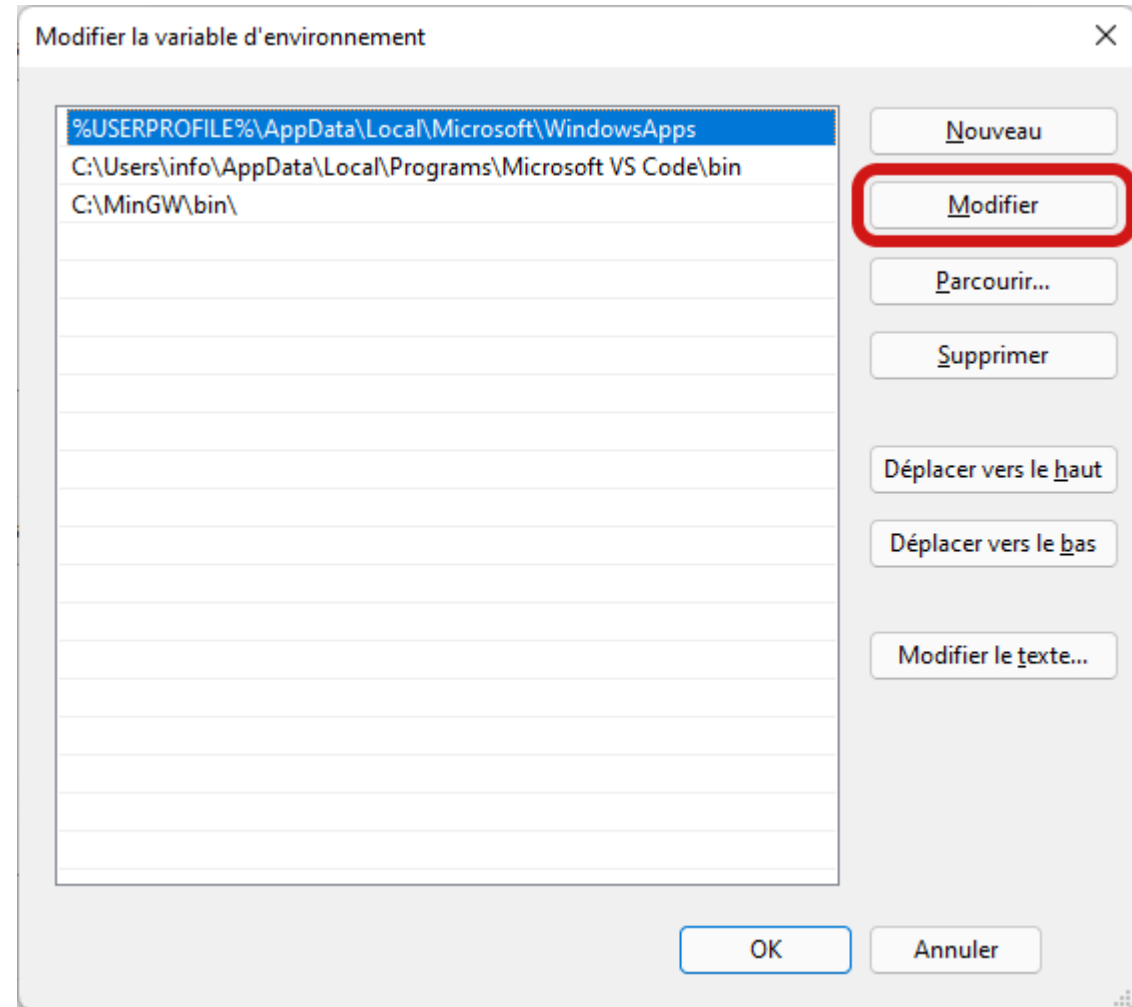 Modifier la variable d'environnement
%USERPROFILE%\AppData\Local\Microsoft\WindowsApps
C:\Users\info\AppData\Local\Programs\Microsoft VS Code\bin
C:\MinGW\bin\
Nouveau
Modifier
Parcourir...
Supprimer
Déplacer vers le haut
Déplacer vers le bas
Modifier le texte...
OK
Annuler